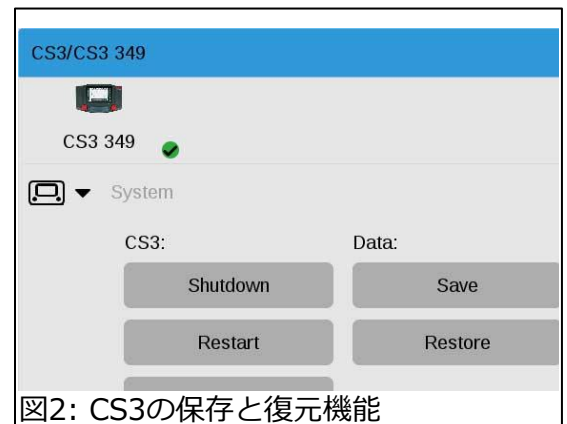 CS3/CS3 349
CS3 349
System
CS3:
Data:
Shutdown
Save
Restart
Restore
図2: CS3の保存と復元機能